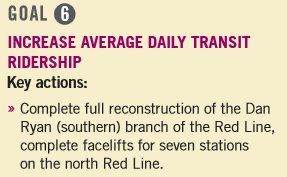 GOAL 6
INCREASE AVERAGE DAILY TRANSIT
RIDERSHIP
Key actions:
» Complete full reconstruction of the Dan
Ryan (southern) branch of the Red Line,
complete facelifts for seven stations
on the north Red Line.